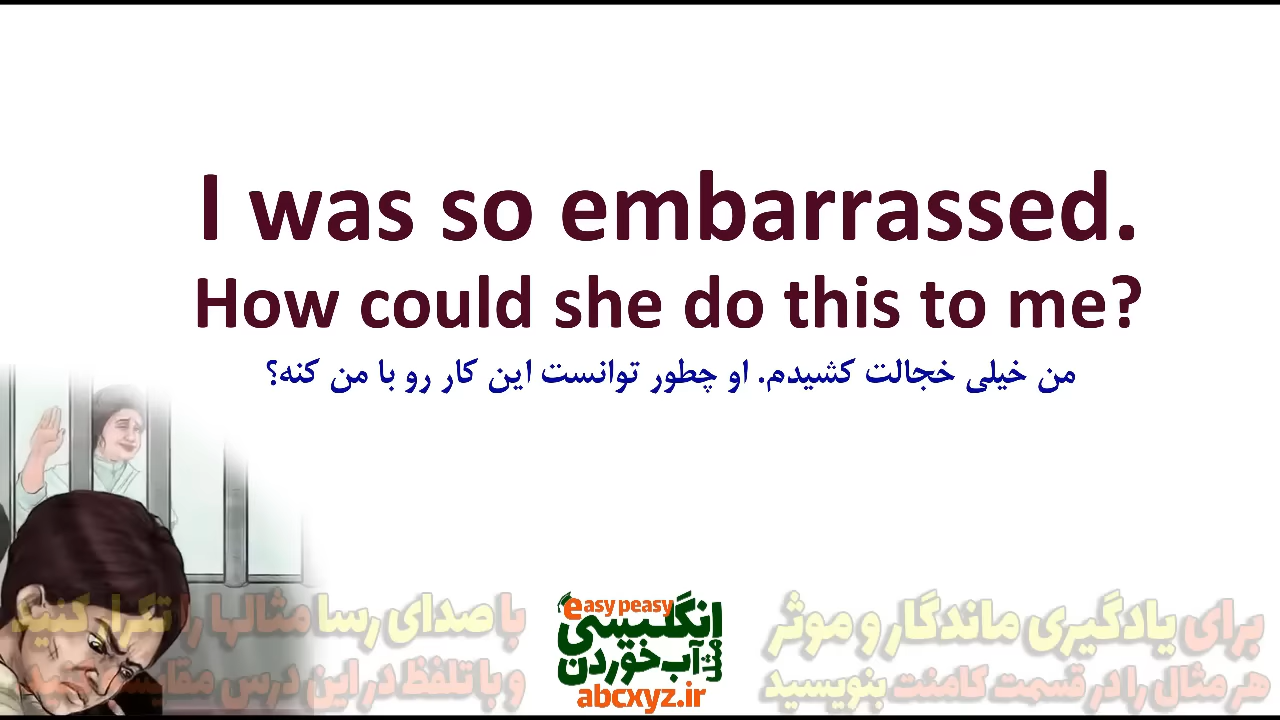 I was so embarrassed.
How could she do this to me?
من خیلی خجالت کشیدم. او چطور توانست این کار رو با من کنه؟
برای یادگیری ماندگار و موثر
هر مثال را در قسمت کامنت بنویسید
easy peasy
انگلیسی
مثل آب خوردن
abcxyz.ir
با صدای رسا مثالها را تکرار کنید
و با تلفظ در این درس مقایسه کنید